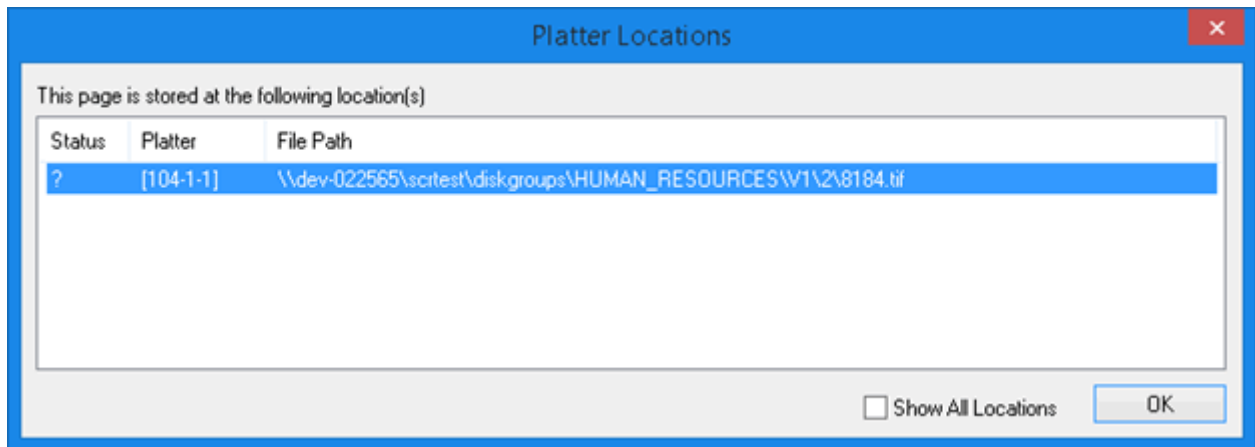 Platter Locations
This page is stored at the following location(s)
Status Platter File Path
? [104-1-1] \\dev-022565\scrtest\diskgroups\HUMAN_RESOURCES\V1\2\8184.tif
Show All Locations OK